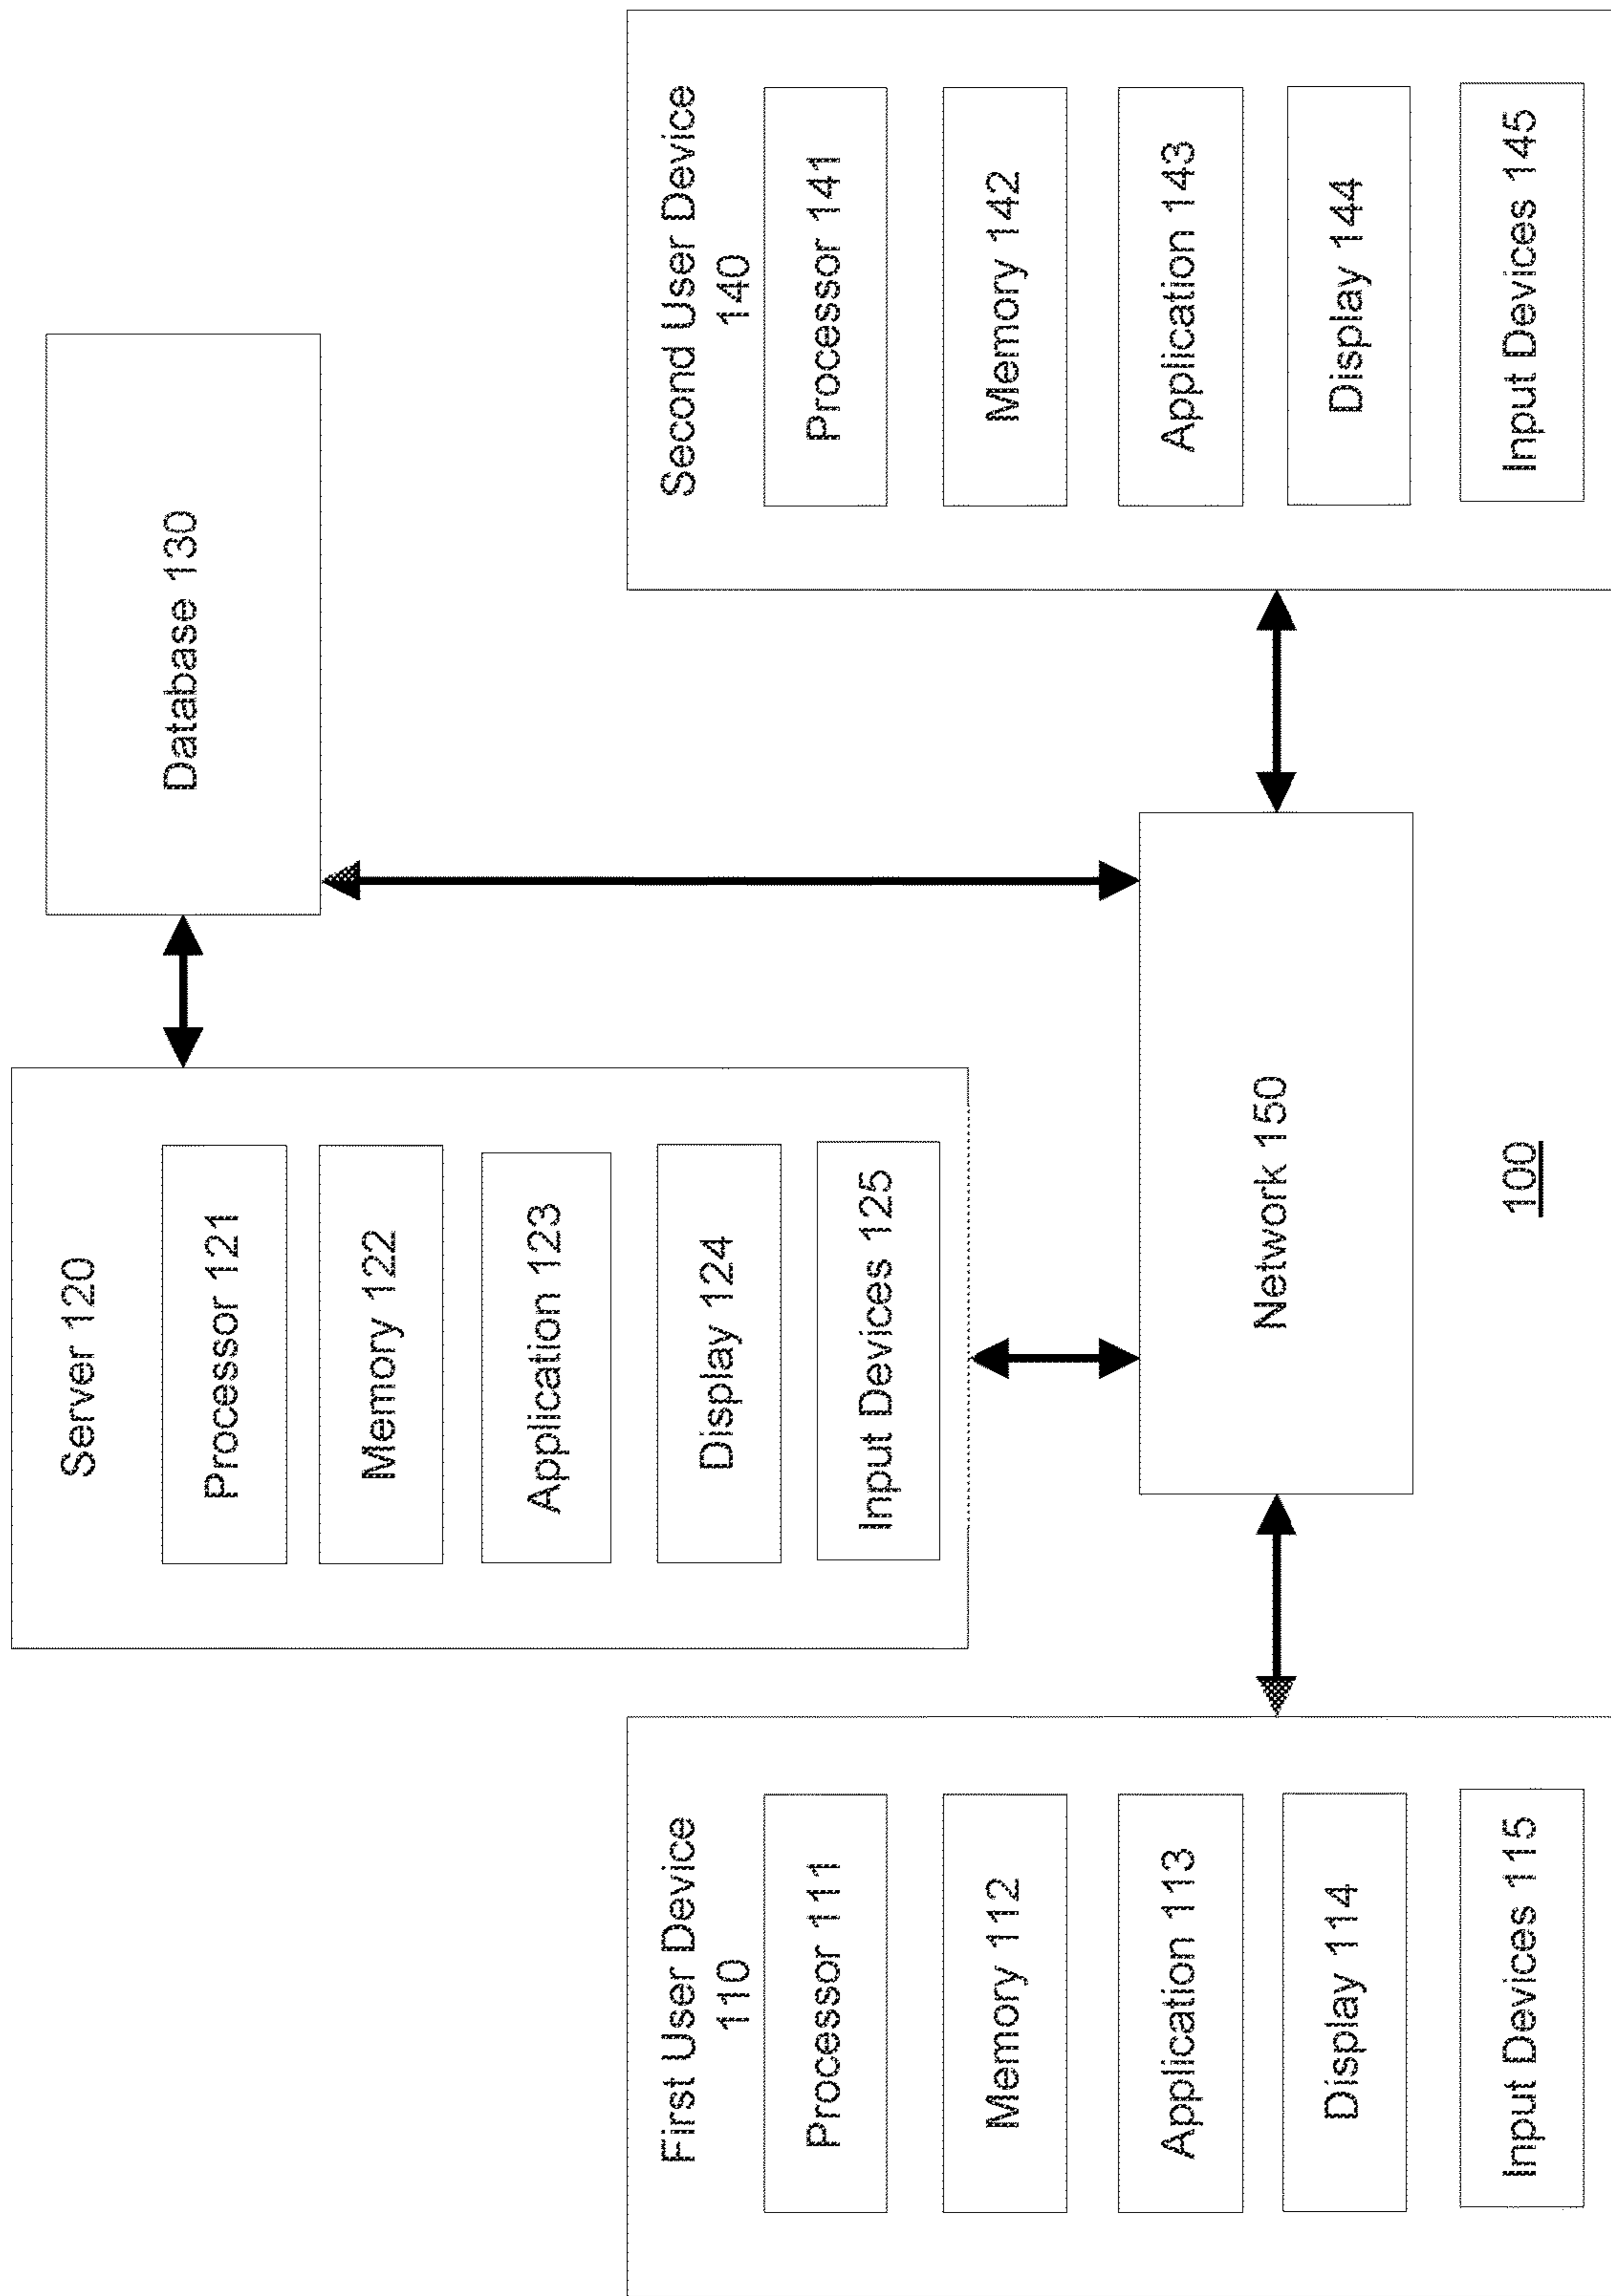 Server 120
Processor 121
Memory 122
Application 123
Display 124
Input Devices 125
Database 130
First User Device
110
Processor 111
Memory 112
Application 113
Display 114
Input Devices 115
Network 150
Second User Device
140
Processor 141
Memory 142
Application 143
Display 144
Input Devices 145
100